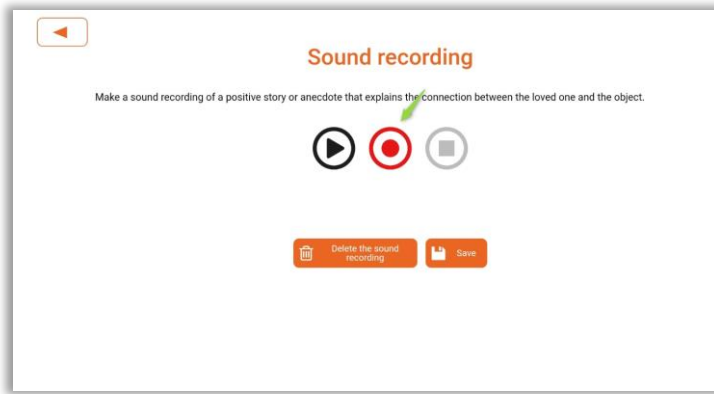 Sound recording
Make a sound recording of a positive story or anecdote that explains the connection between the loved one and the object.
Delete the sound
recording
Save